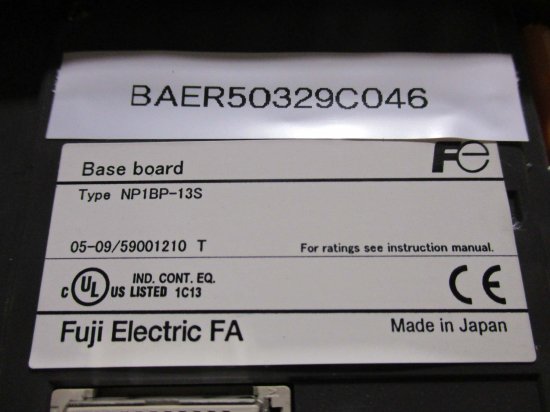 BAER50329C046
Base board
Fe
Type NP1BP-13S
05-09/59001210 T
For ratings see instruction manual.
C UL US LISTED IND. CONT. EQ. 1C13
CE
Fuji Electric FA
Made in Japan